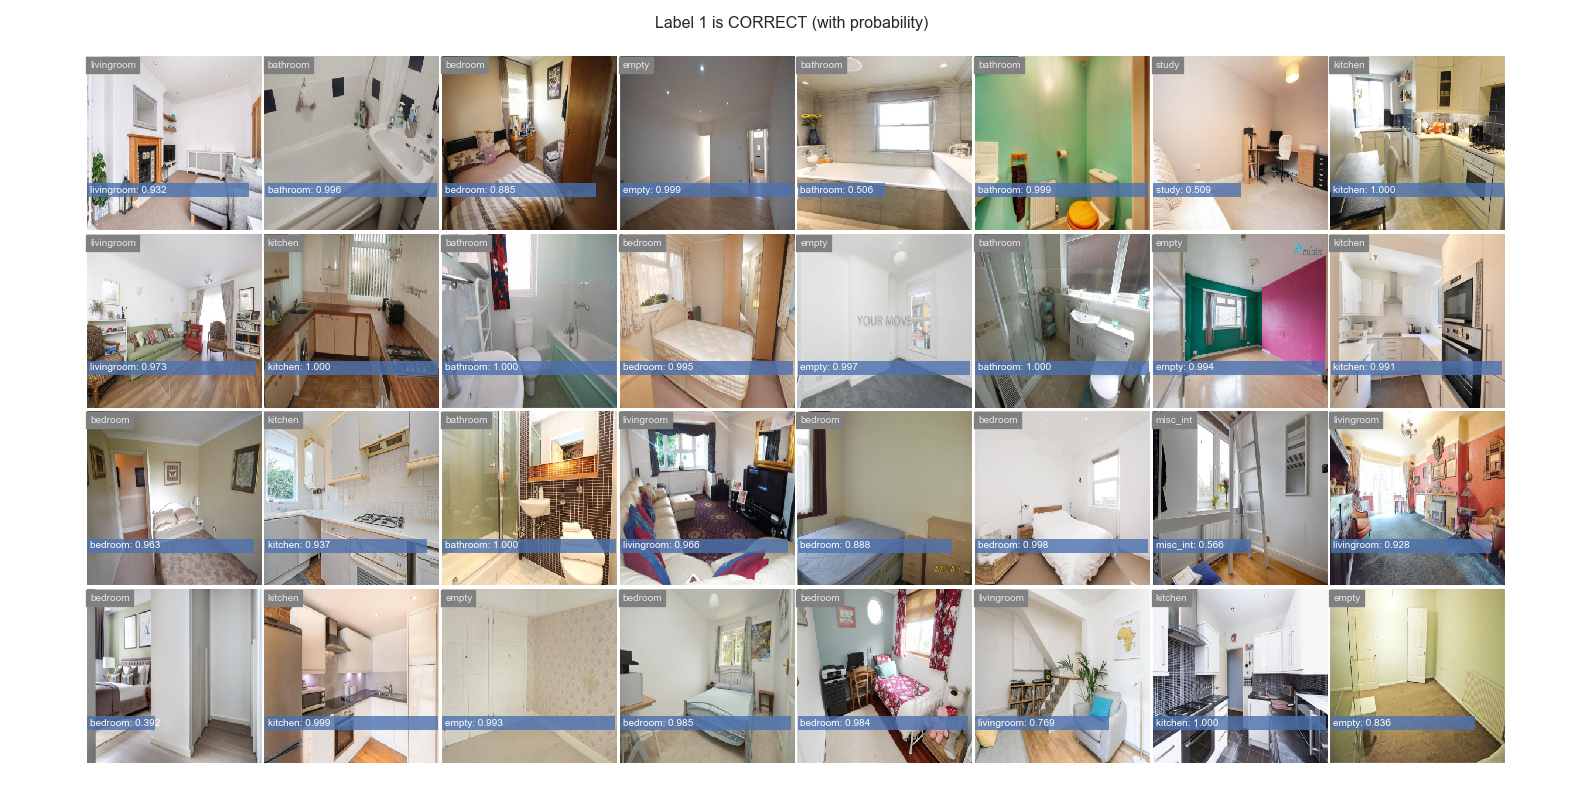 Label 1 is CORRECT (with probability)
livingroom
bathroom
bedroom
empty
bathroom
bathroom
study
kitchen
livingroom: 0.932
bathroom: 0.996
bedroom: 0.885
empty: 0.999
bathroom: 0.506
bathroom: 0.999
study: 0.509
kitchen: 1.000
livingroom
kitchen
bathroom
bedroom
empty
bathroom
empty
kitchen
YOUR MOVE
livingroom: 0.973
kitchen: 1.000
bathroom: 1.000
bedroom: 0.995
empty: 0.997
bathroom: 1.000
empty: 0.994
kitchen: 0.991
bedroom
kitchen
bathroom
livingroom
bedroom
bedroom
misc_int
livingroom
bedroom: 0.963
kitchen: 0.937
bathroom: 1.000
livingroom: 0.966
bedroom: 0.888
bedroom: 0.998
misc_int: 0.566
livingroom: 0.928
bedroom
kitchen
empty
bedroom
bedroom
livingroom
kitchen
empty
bedroom: 0.392
kitchen: 0.999
empty: 0.993
bedroom: 0.985
bedroom: 0.984
livingroom: 0.769
kitchen: 1.000
empty: 0.836